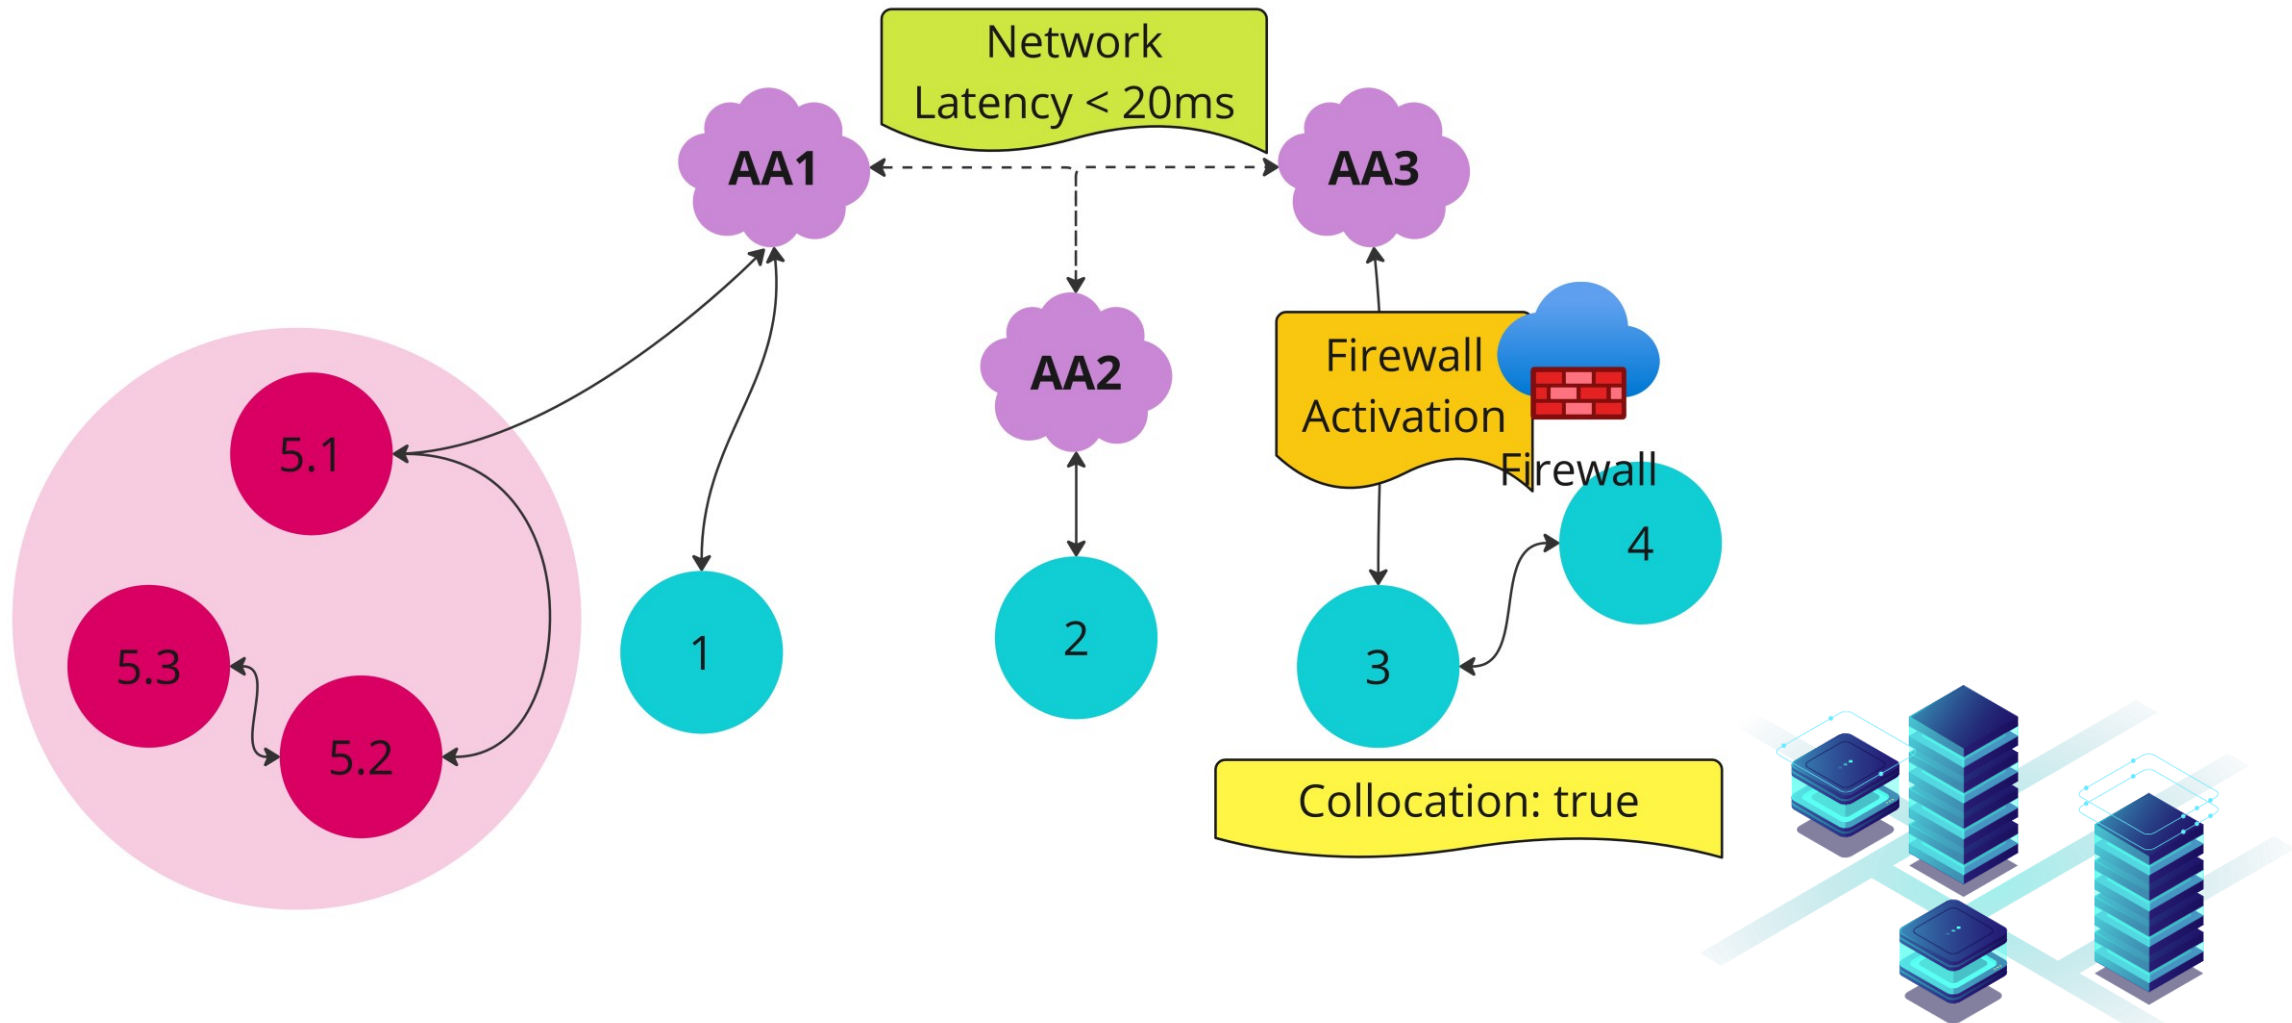 Network
Latency < 20ms
AA1
AA3
AA2
Firewall
Activation
Firewall
5.1
4
5.3
1
2
3
5.2
Collocation: true